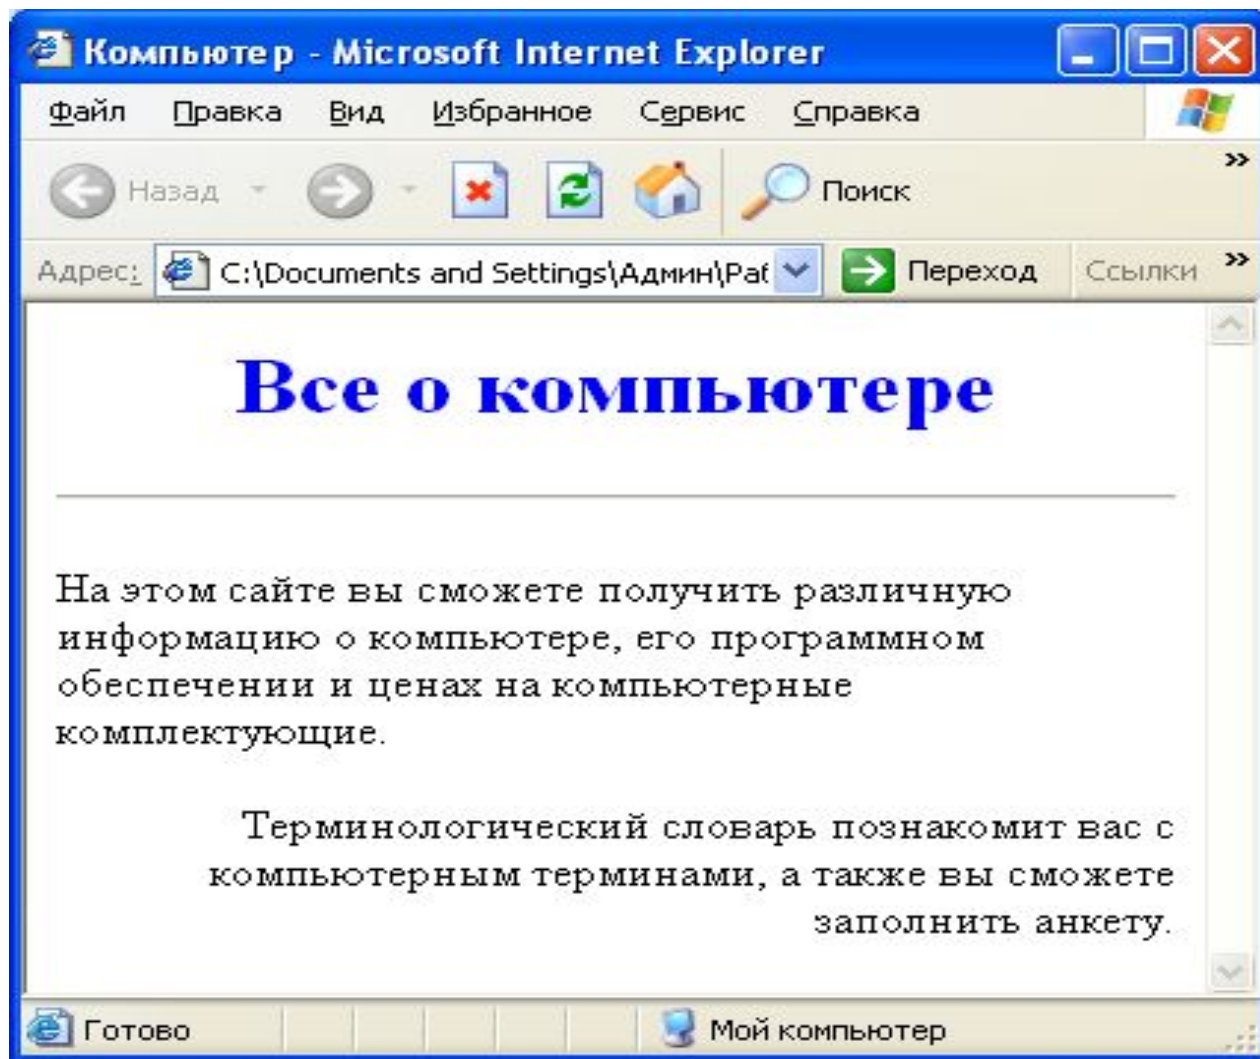 Компьютер - Microsoft Internet Explorer
Файл Правка Вид Избранное Сервис Справка
Назад Поиск »
Адрес: C:\Documents and Settings\Админ\Раб Переход Ссылки »
Все о компьютере
На этом сайте вы сможете получить различную
информацию о компьютере, его программном
обеспечении и ценах на компьютерные
комплектующие.
Терминологический словарь познакомит вас с
компьютерным терминами, а также вы сможете
заполнить анкету.
Готово Мой компьютер